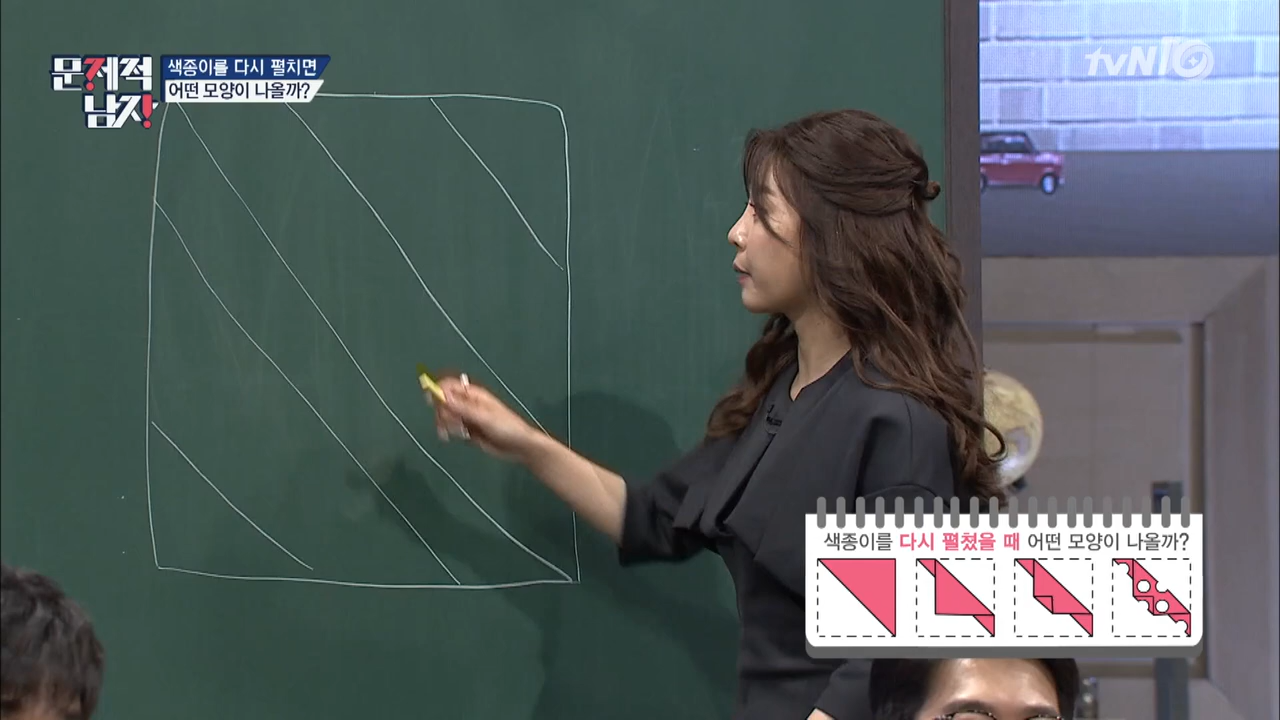 문제적
남자!
색종이를 다시 펼치면
어떤 모양이 나올까?
tvN
색종이를 다시 펼쳤을 때 어떤 모양이 나올까?